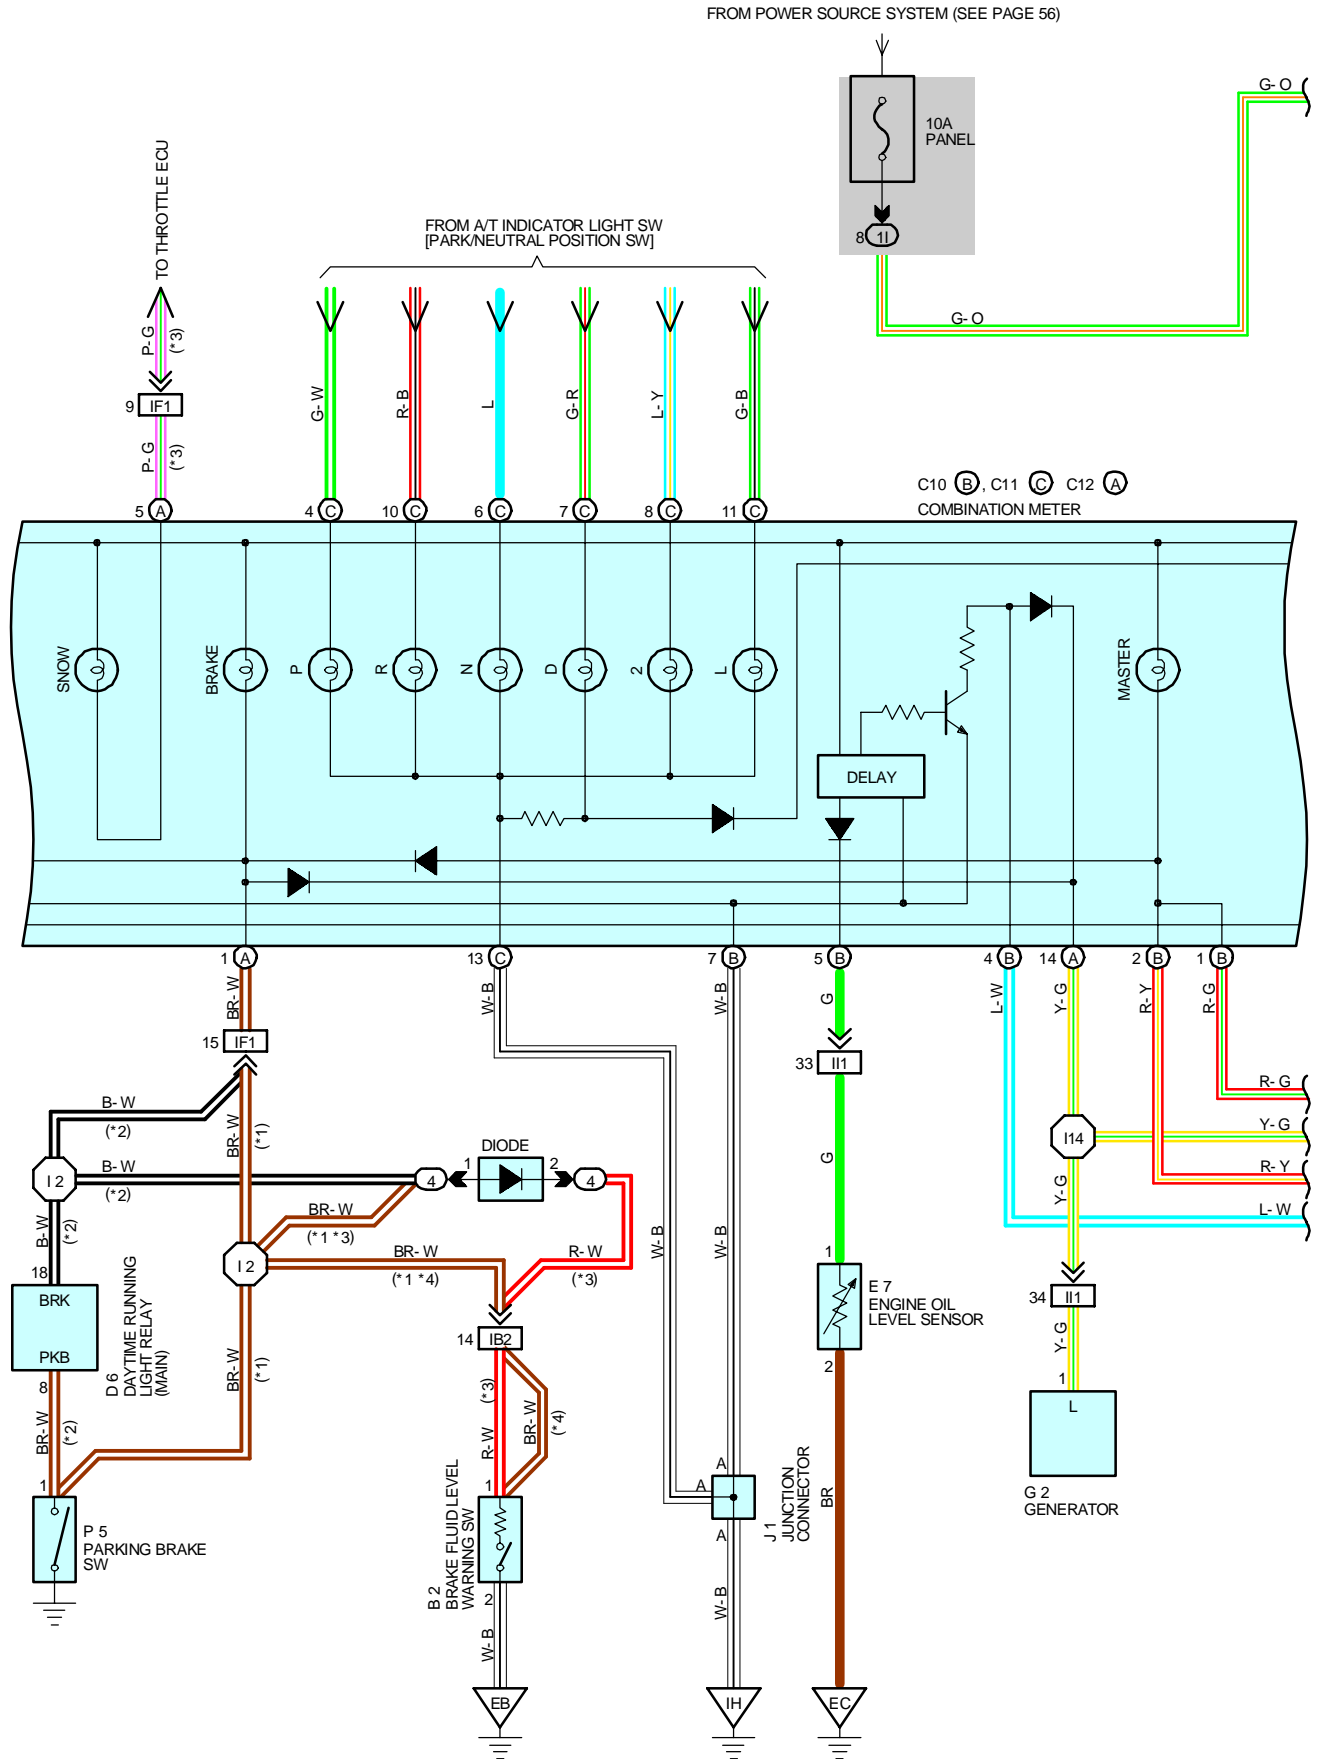 FROM POWER SOURCE SYSTEM (SEE PAGE 56)
G- O
10A
PANEL
8 1I
G- O
TO THROTTLE ECU
FROM A/T INDICATOR LIGHT SW
[PARK/NEUTRAL POSITION SW]
P- G
(*3)
9 IF1
P- G
(*3)
G- W
R- B
L
G- R
L- Y
G- B
C10 B , C11 C C12 A
COMBINATION METER
5 A
4 C
10 C
6 C
7 C
8 C
11 C
SNOW
BRAKE
P
R
N
D
2
L
MASTER
DELAY
1 A
13 C
7 B
5 B
4 B
14 A
2 B
1 B
BR- W
W- B
W- B
G
L- W
Y- G
R- Y
R- G
15 IF1
33 II1
R- G
B- W
(*2)
BR- W
(*1)
I14
Y- G
DIODE
1
2
I 2
B- W
(*2)
4
4
G
Y- G
R- Y
L- W
BR- W
(*1 *3)
B- W
(*2)
W- B
W- B
I 2
BR- W
(*1 *4)
R- W
(*3)
1
18
BRK
PKB
8
D 6
DAYTIME RUNNING
LIGHT RELAY
(MAIN)
E 7
ENGINE OIL
LEVEL SENSOR
2
34 II1
14 IB2
BR- W
(*1)
(*3)
R- W
BR- W
(*4)
Y- G
1
L
G 2
GENERATOR
BR- W
(*2)
1
P 5
PARKING BRAKE
SW
1
B 2
BRAKE FLUID LEVEL
WARNING SW
2
A
A
A
J 1
JUNCTION
CONNECTOR
BR
W- B
W- B
EB
IH
EC